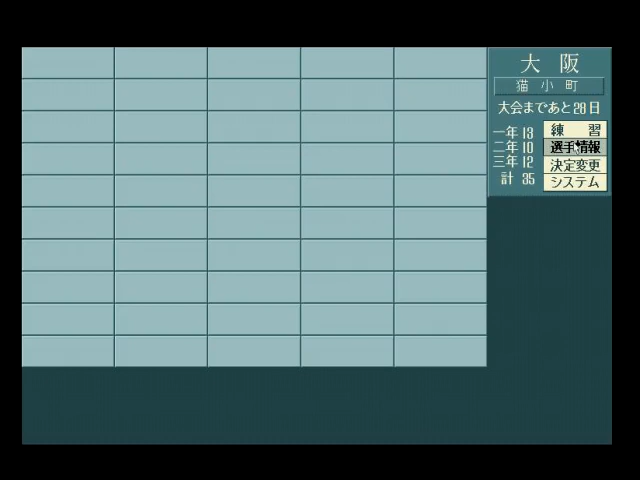 大阪
猫小町
大会まであと28日
一年 13
二年 10
三年 12
計 35
練習
選手情報
決定変更
システム